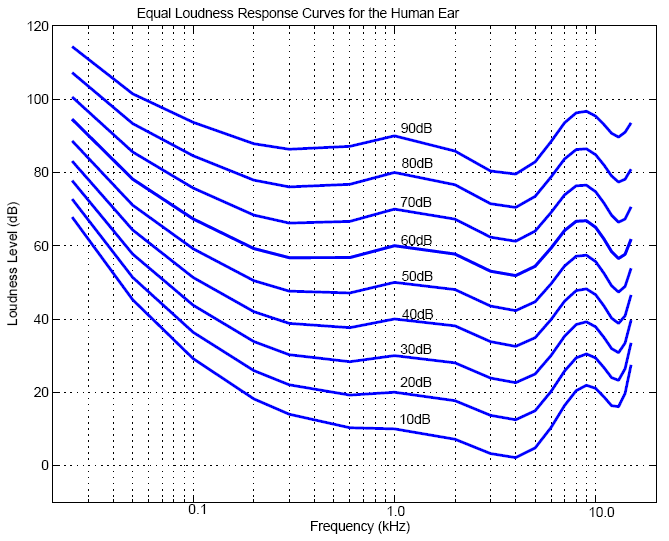 Equal Loudness Response Curves for the Human Ear
120
100
80
60
40
20
0
Loudness Level (dB)
90dB
80dB
70dB
60dB
50dB
40dB
30dB
20dB
10dB
0.1
1.0
10.0
Frequency (kHz)